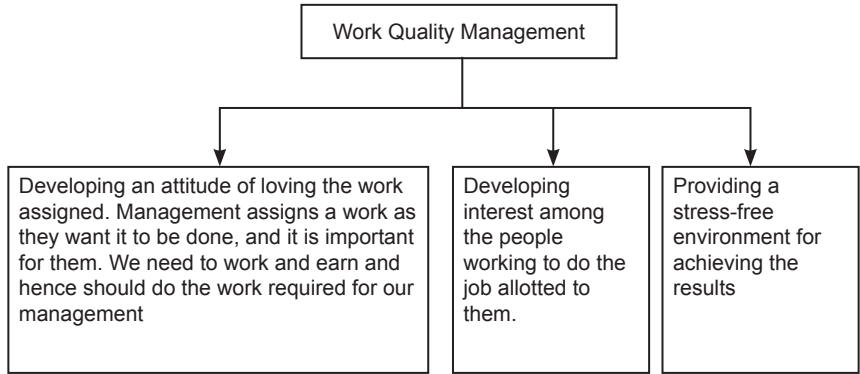 Work Quality Management
Developing an attitude of loving the work
assigned. Management assigns a work as
they want it to be done, and it is important
for them. We need to work and earn and
hence should do the work required for our
management
Developing
interest among
the people
working to do the
job allotted to
them.
Providing a
stress-free
environment for
achieving the
results